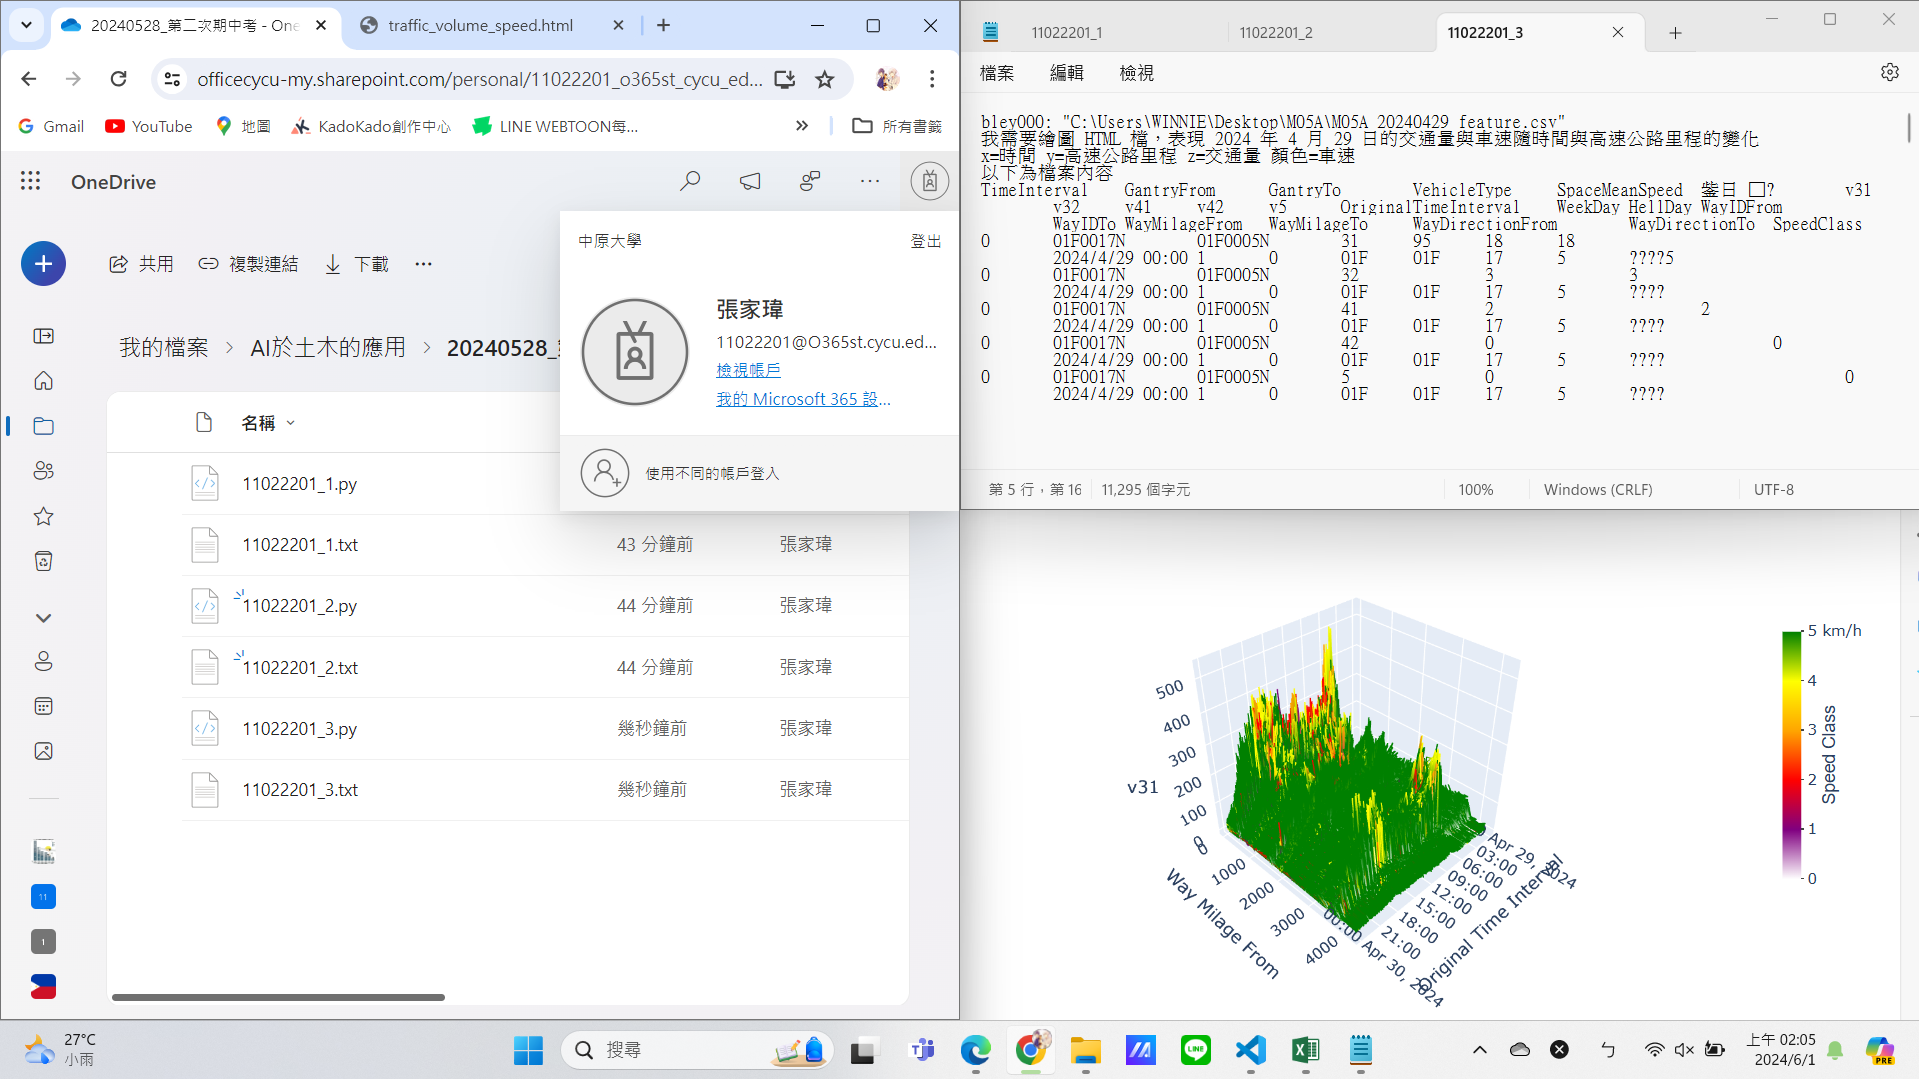 20240528_第二次期中考 - One
traffic_volume_speed.html
officecycu-my.sharepoint.com/personal/11022201_o365st_cycu_ed...
Gmail
YouTube
地圖
KadoKado創作中心
LINE WEBTOON每...
所有書籤
OneDrive
共用
複製連結
下載
我的檔案 > AI於土木的應用 > 20240528_
名稱
11022201_1.py
11022201_1.txt 43 分鐘前 張家瑋
11022201_2.py 44 分鐘前 張家瑋
11022201_2.txt 44 分鐘前 張家瑋
11022201_3.py 幾秒鐘前 張家瑋
11022201_3.txt 幾秒鐘前 張家瑋
11
1
中原大學
登出
張家瑋
11022201@O365st.cycu.ed...
檢視帳戶
我的 Microsoft 365 設...
使用不同的帳戶登入
11022201_1
11022201_2
11022201_3
檔案 編輯 檢視
bley000: "C:\Users\WINNIE\Desktop\M05A\M05A_20240429_feature.csv"
我需要繪圖 HTML 檔，表現 2024 年 4 月 29 日的交通量與車速隨時間與高速公路里程的變化
x=時間 y=高速公路里程 z=交通量 顏色=車速
以下為檔案內容
TimeInterval GantryFrom GantryTo VehicleType SpaceMeanSpeed □? v31
v32 v41 v42 v5 OriginalTimeInterval WeekDay HellDay WayIDFrom
WayIDTo WayMilageFrom WayMilageTo WayDirectionFrom WayDirectionTo SpeedClass
0 01F0017N 01F0005N 31 95 18 18
2024/4/29 00:00 1 0 01F 01F 17 5 ????5
0 01F0017N 01F0005N 32 3 3
2024/4/29 00:00 1 0 01F 01F 17 5 ????
0 01F0017N 01F0005N 41 2 2
2024/4/29 00:00 1 0 01F 01F 17 5 ????
0 01F0017N 01F0005N 42 0 0
2024/4/29 00:00 1 0 01F 01F 17 5 ????
0 01F0017N 01F0005N 5 0 0
2024/4/29 00:00 1 0 01F 01F 17 5 ????
第 5 行，第 16
11,295 個字元
100%
Windows (CRLF)
UTF-8
500
400
300
200
100
0
v31
0
1000
2000
3000
4000
Way Milage From
00:00 Apr 29, 2024
03:00
06:00
09:00
12:00
15:00
18:00
21:00
00:00 Apr 30, 2024
Original Time Interval
5 km/h
4
3
2
1
0
Speed Class
27°C
小雨
搜尋
LINE
ㄅ
上午 02:05
2024/6/1
PRE